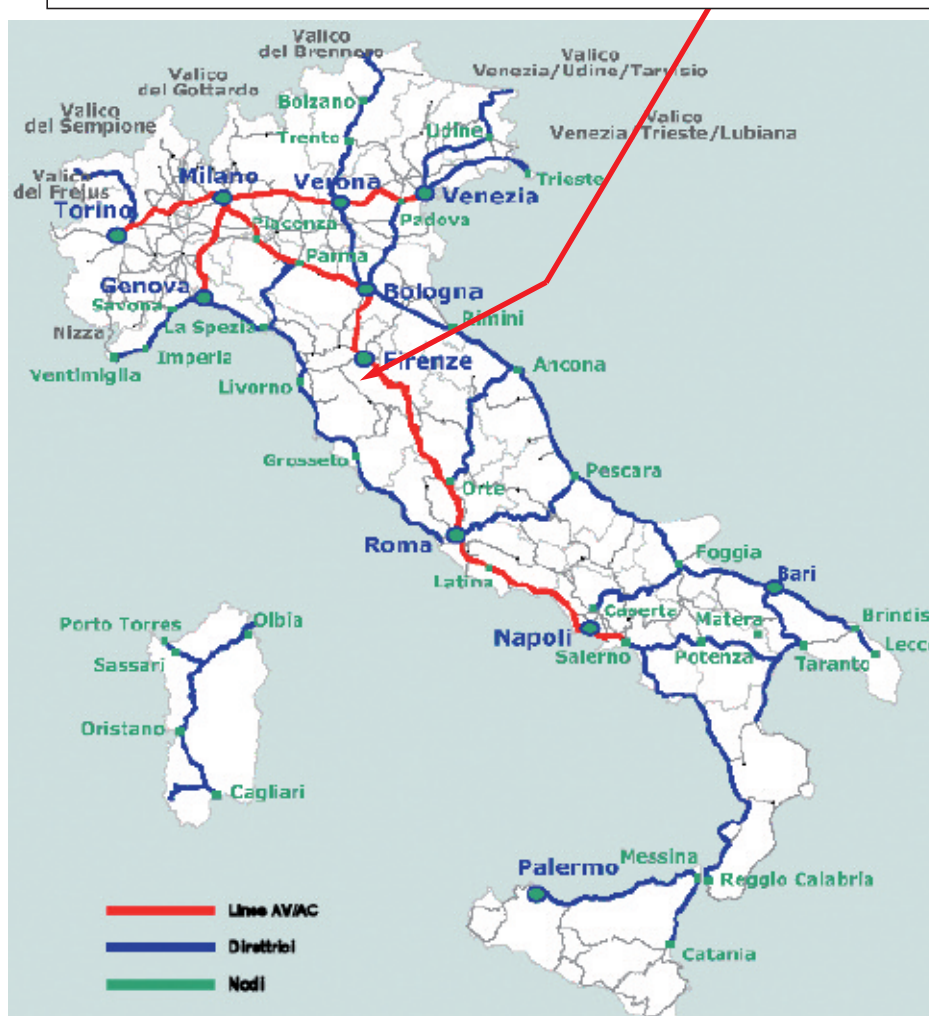 Valico
del Brennero
Valico
Venezia/Udine/Tarvisio
Valico
del Gottardo
Bolzano
Valico
del Sempione
Trento
Udine
Valico
Venezia/Trieste/Lubiana
Valico
del Frejus
Milano
Verona
Venezia
Trieste
Torino
Piacenza
Padova
Parma
Genova
Bologna
Savona
La Spezia
Rimini
Nizza
Imperia
Firenze
Ancona
Ventimiglia
Livorno
Grosseto
Pescara
Orte
Roma
Foggia
Latina
Bari
Caserta
Matera
Brindis
Porto Torres
Olbia
Napoli
Salerno
Potenza
Taranto
Lecce
Sassari
Oristano
Cagliari
Messina
Palermo
Reggio Calabria
Linee AV/AC
Direttrici
Catania
Nodi